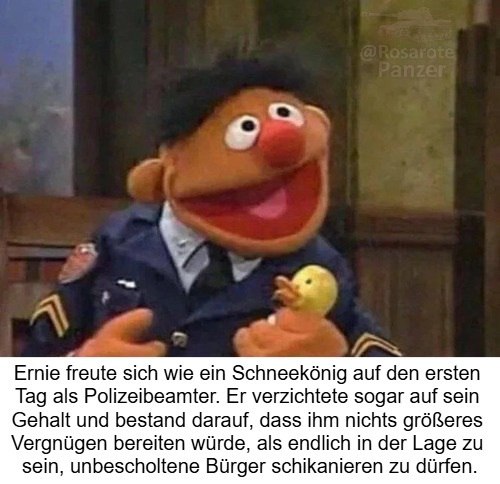 @Rosarote
Panzer
Ernie freute sich wie ein Schneekönig auf den ersten
Tag als Polizeibeamter. Er verzichtete sogar auf sein
Gehalt und bestand darauf, dass ihm nichts größeres
Vergnügen bereiten würde, als endlich in der Lage zu
sein, unbescholtene Bürger schikanieren zu dürfen.